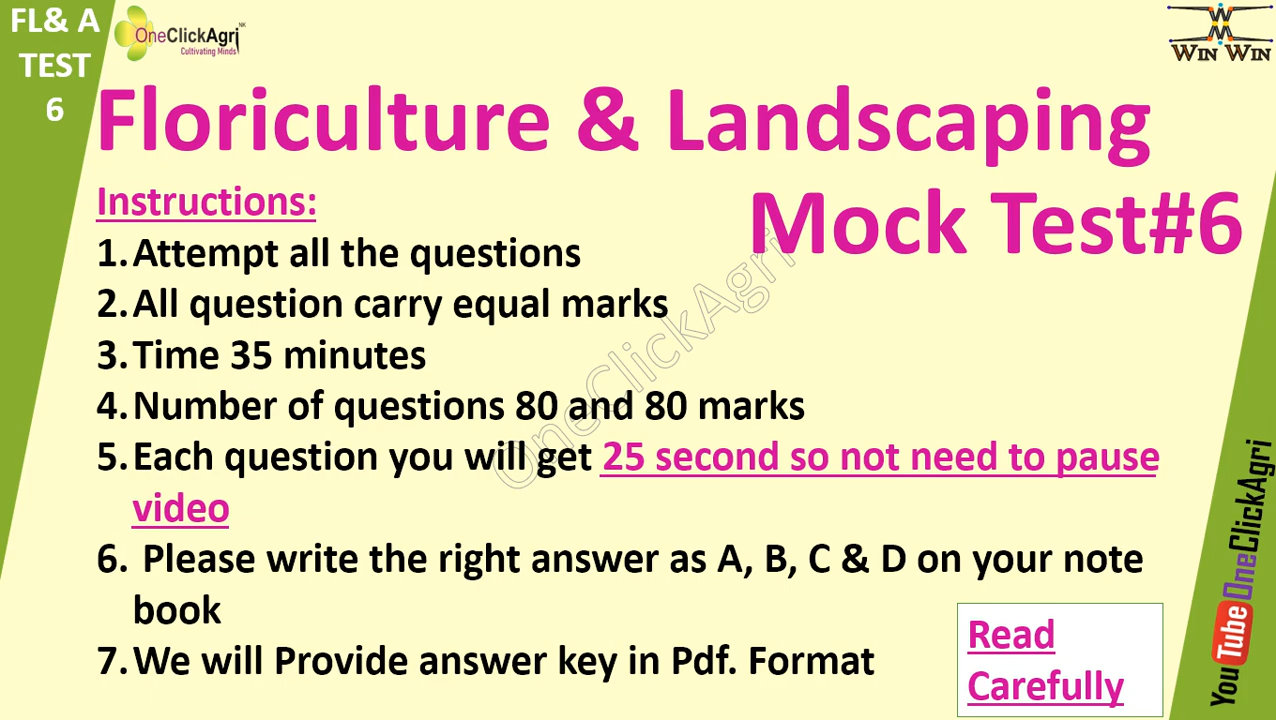 FL& A
TEST
6
OneClickAgri NK
Cultivating Minds
WIN WIN
Floriculture & Landscaping
Mock Test#6
Instructions:
1. Attempt all the questions
2. All question carry equal marks
3. Time 35 minutes
4. Number of questions 80 and 80 marks
5. Each question you will get 25 second so not need to pause
video
6. Please write the right answer as A, B, C & D on your note
book
7. We will Provide answer key in Pdf. Format
Read
Carefully
OneClickAgri
YouTube OneClickAgri